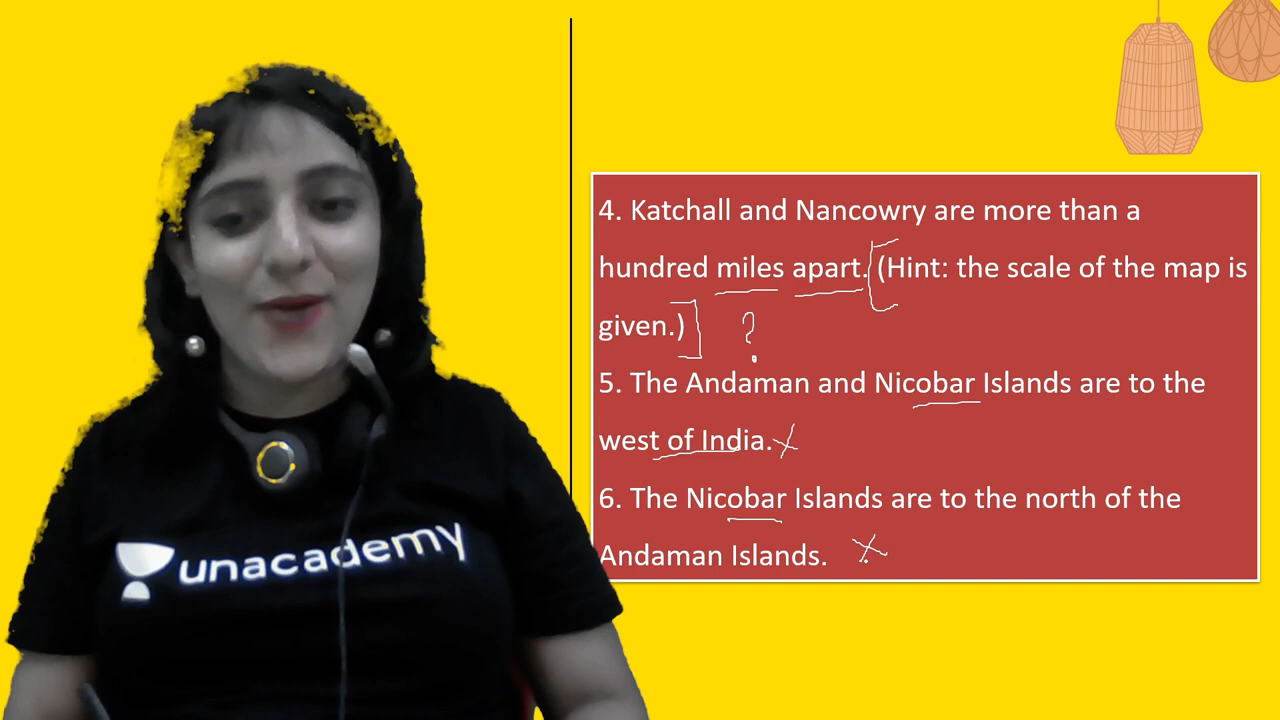 4. Katchall and Nancowry are more than a
hundred miles apart. (Hint: the scale of the map is
given.) ?
5. The Andaman and Nicobar Islands are to the
west of India. X
6. The Nicobar Islands are to the north of the
Andaman Islands. X
unacademy